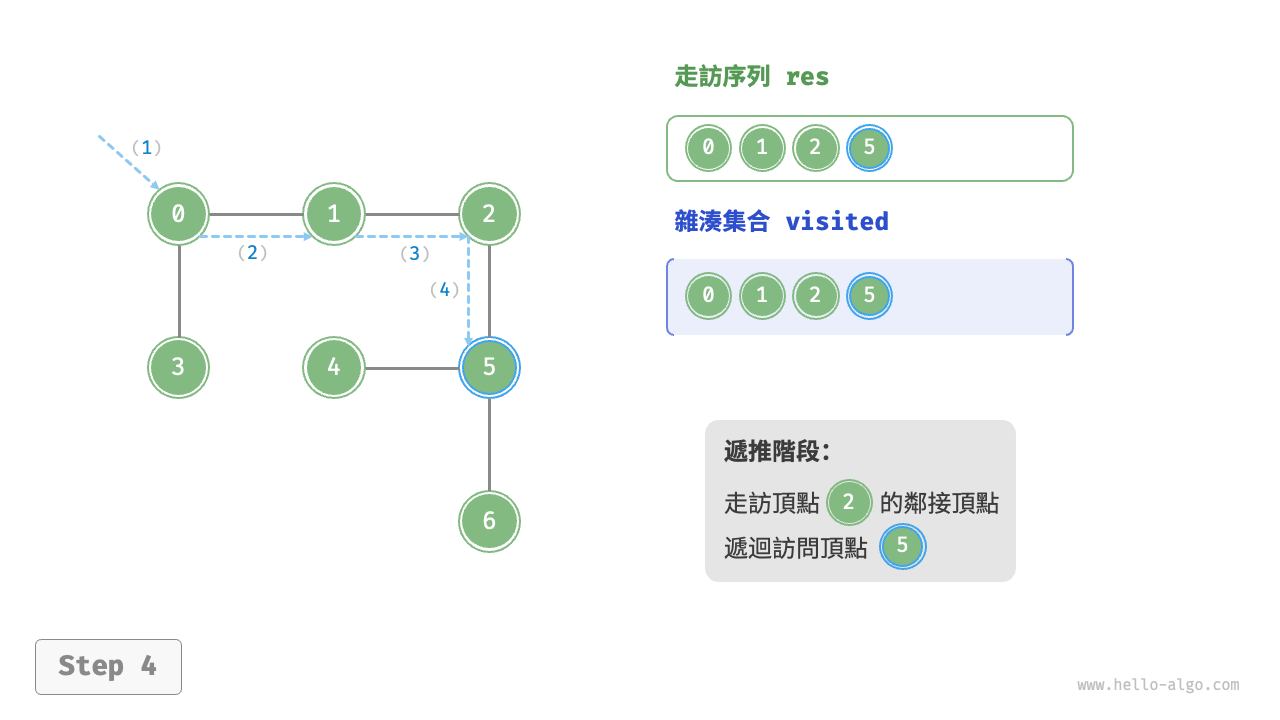 走訪序列 res
0 1 2 5
雜湊集合 visited
0 1 2 5
(1)
0 1 2
(2) (3)
(4)
3 4 5
6
遞推階段：
走訪頂點 2 的鄰接頂點
遞迴訪問頂點 5
Step 4
www.hello-algo.com